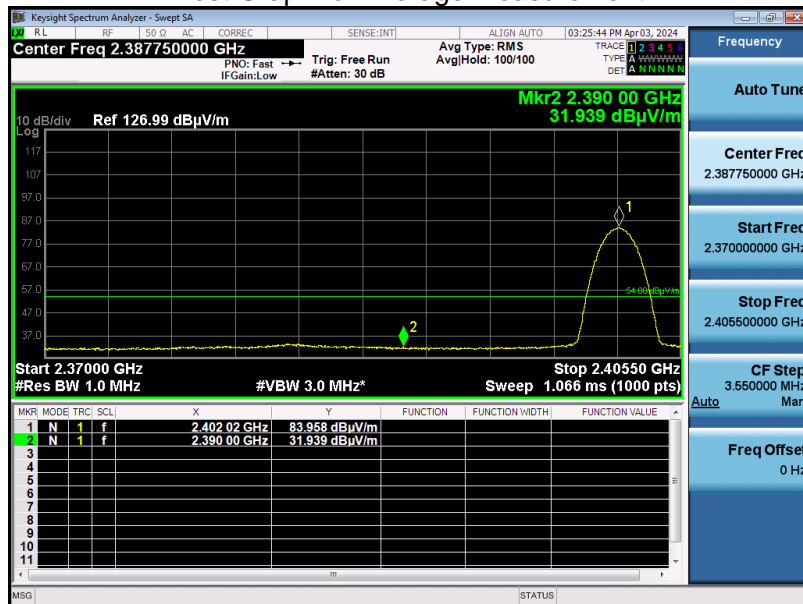 Keysight Spectrum Analyzer - Swept SA
LXI RL RF 50 Ω AC CORREC SENSE:INT ALIGN AUTO 03:25:44 PM Apr 03, 2024
Center Freq 2.387750000 GHz
PNO: Fast
IFGain:Low
Trig: Free Run
#Atten: 30 dB
Avg Type: RMS
Avg|Hold: 100/100
TRACE 1 2 3 4 5 6
TYPE A WWWWW
DET A N N N N N
Mkr2 2.390 00 GHz
31.939 dBµV/m
10 dB/div Ref 126.99 dBµV/m
Log
117
107
97.0
87.0
77.0
67.0
57.0
47.0
37.0
1
2
54.00 dBµV/m
Start 2.37000 GHz Stop 2.40550 GHz
#Res BW 1.0 MHz #VBW 3.0 MHz* Sweep 1.066 ms (1000 pts)
MKR MODE TRC SCL X Y FUNCTION FUNCTION WIDTH FUNCTION VALUE
1 N 1 f 2.402 02 GHz 83.958 dBµV/m
2 N 1 f 2.390 00 GHz 31.939 dBµV/m
3
4
5
6
7
8
9
10
11
MSG STATUS
Frequency
Auto Tune
Center Freq
2.387750000 GHz
Start Freq
2.370000000 GHz
Stop Freq
2.405500000 GHz
CF Step
3.550000 MHz
Auto Man
Freq Offset
0 Hz